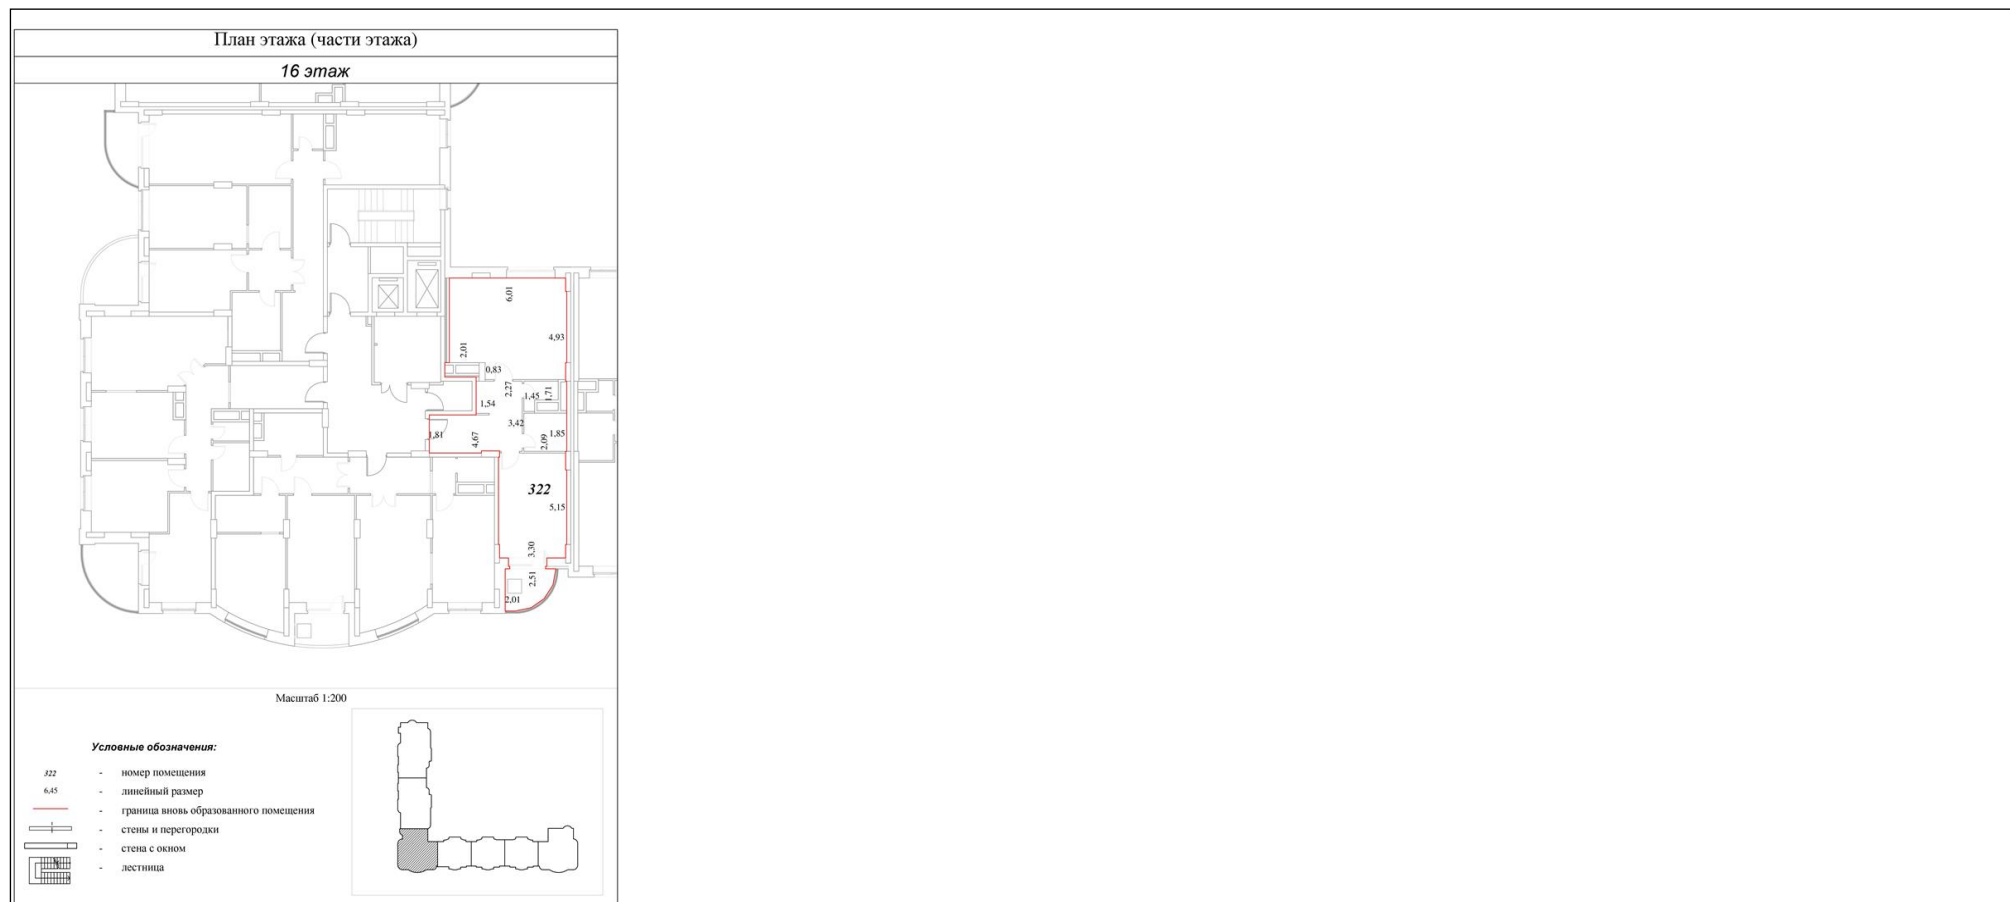 План этажа (части этажа)
16 этаж
6,01
4,93
2,01
0,83
2,27
1,45
1,71
1,54
3,42
1,81
4,67
2,09
1,85
322
5,15
3,30
2,51
2,01
Масштаб 1:200
Условные обозначения:
322 - номер помещения
6,45 - линейный размер
- граница вновь образованного помещения
- стены и перегородки
- стена с окном
- лестница